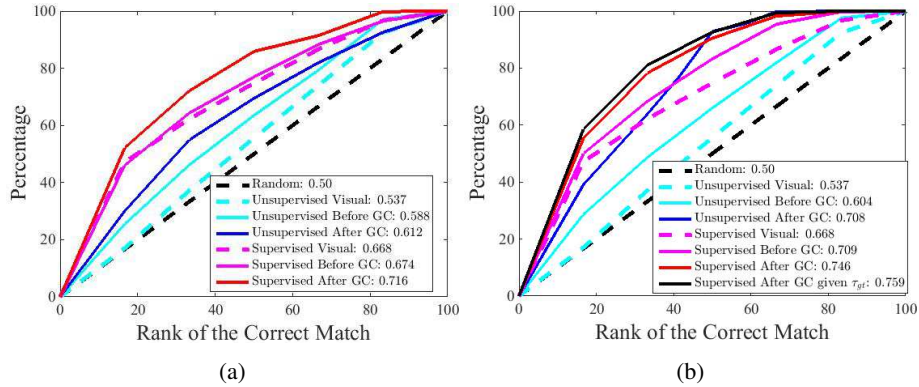 100
80
60
40
20
0
Percentage
0 20 40 60 80 100
Rank of the Correct Match
Random: 0.50
Unsupervised Visual: 0.537
Unsupervised Before GC: 0.588
Unsupervised After GC: 0.612
Supervised Visual: 0.668
Supervised Before GC: 0.674
Supervised After GC: 0.716
(a)
100
80
60
40
20
0
Percentage
0 20 40 60 80 100
Rank of the Correct Match
Random: 0.50
Unsupervised Visual: 0.537
Unsupervised Before GC: 0.604
Unsupervised After GC: 0.708
Supervised Visual: 0.668
Supervised Before GC: 0.709
Supervised After GC: 0.746
Supervised After GC given τgt: 0.759
(b)